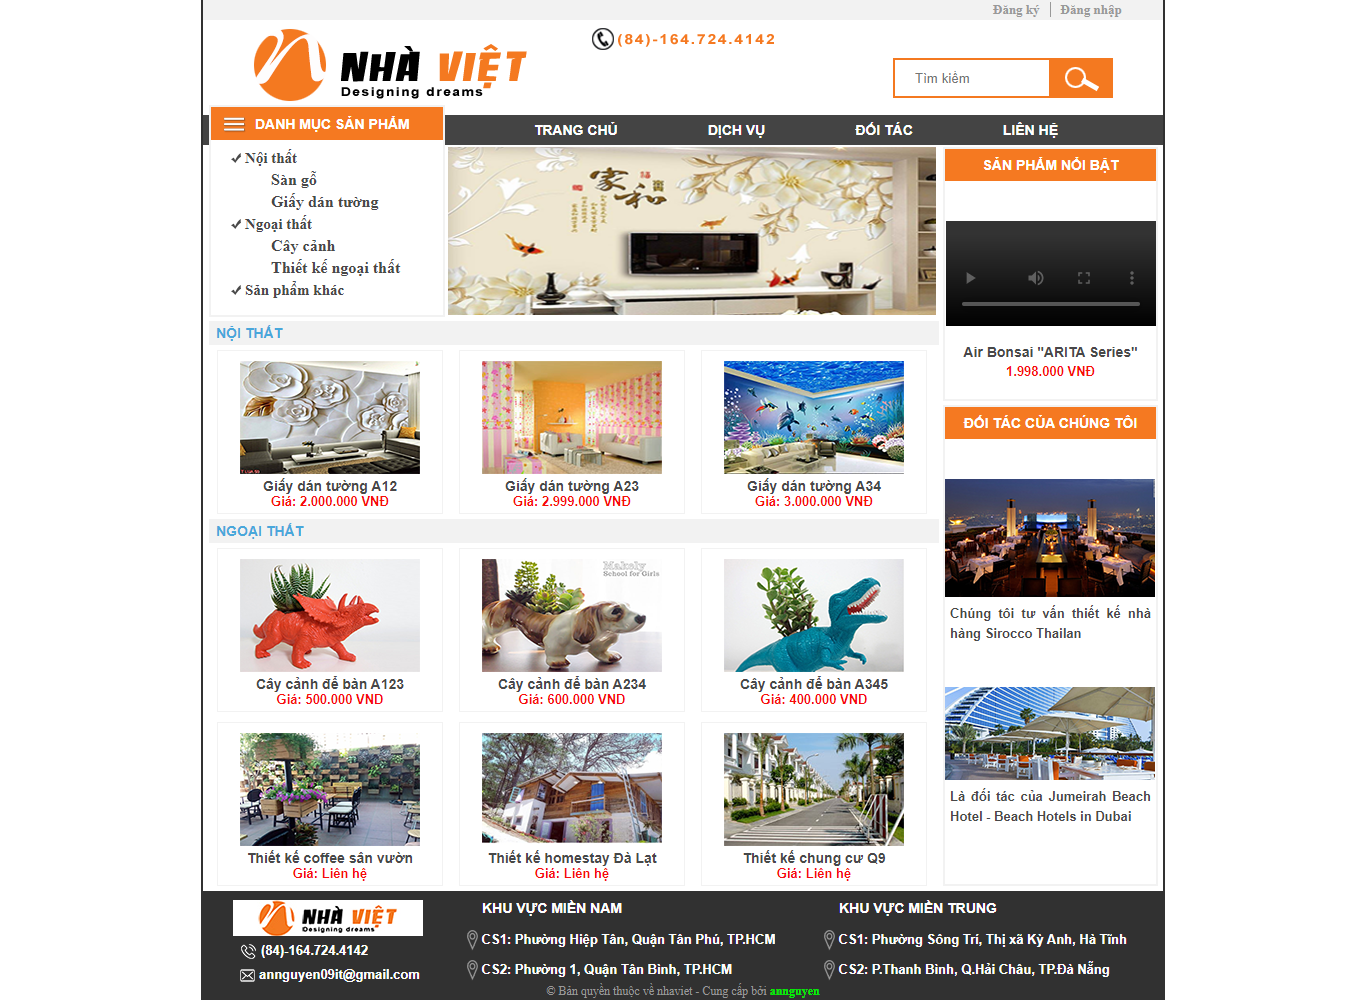 Đăng ký
Đăng nhập
(84)-164.724.4142
NHÀ VIỆT
Designing dreams
Tìm kiếm
DANH MỤC SẢN PHẨM
TRANG CHỦ
DỊCH VỤ
ĐỐI TÁC
LIÊN HỆ
Nội thất
Sàn gỗ
Giấy dán tường
Ngoại thất
Cây cảnh
Thiết kế ngoại thất
Sản phẩm khác
家和
SẢN PHẨM NỔI BẬT
Air Bonsai "ARITA Series"
1.998.000 VNĐ
NỘI THẤT
Giấy dán tường A12
Giá: 2.000.000 VNĐ
Giấy dán tường A23
Giá: 2.999.000 VNĐ
Giấy dán tường A34
Giá: 3.000.000 VNĐ
ĐỐI TÁC CỦA CHÚNG TÔI
Chúng tôi tư vấn thiết kế nhà
hàng Sirocco Thailan
Là đối tác của Jumeirah Beach
Hotel - Beach Hotels in Dubai
NGOẠI THẤT
Makely
School for Girls
Cây cảnh để bàn A123
Giá: 500.000 VND
Cây cảnh để bàn A234
Giá: 600.000 VND
Cây cảnh để bàn A345
Giá: 400.000 VND
Thiết kế coffee sân vườn
Giá: Liên hệ
Thiết kế homestay Đà Lạt
Giá: Liên hệ
Thiết kế chung cư Q9
Giá: Liên hệ
NHÀ VIỆT
Designing dreams
(84)-164.724.4142
annguyen09it@gmail.com
KHU VỰC MIỀN NAM
CS1: Phường Hiệp Tân, Quận Tân Phú, TP.HCM
CS2: Phường 1, Quận Tân Bình, TP.HCM
KHU VỰC MIỀN TRUNG
CS1: Phường Sông Trí, Thị xã Kỳ Anh, Hà Tĩnh
CS2: P.Thanh Bình, Q.Hải Châu, TP.Đà Nẵng
© Bản quyền thuộc về nhaviet - Cung cấp bởi annguyen